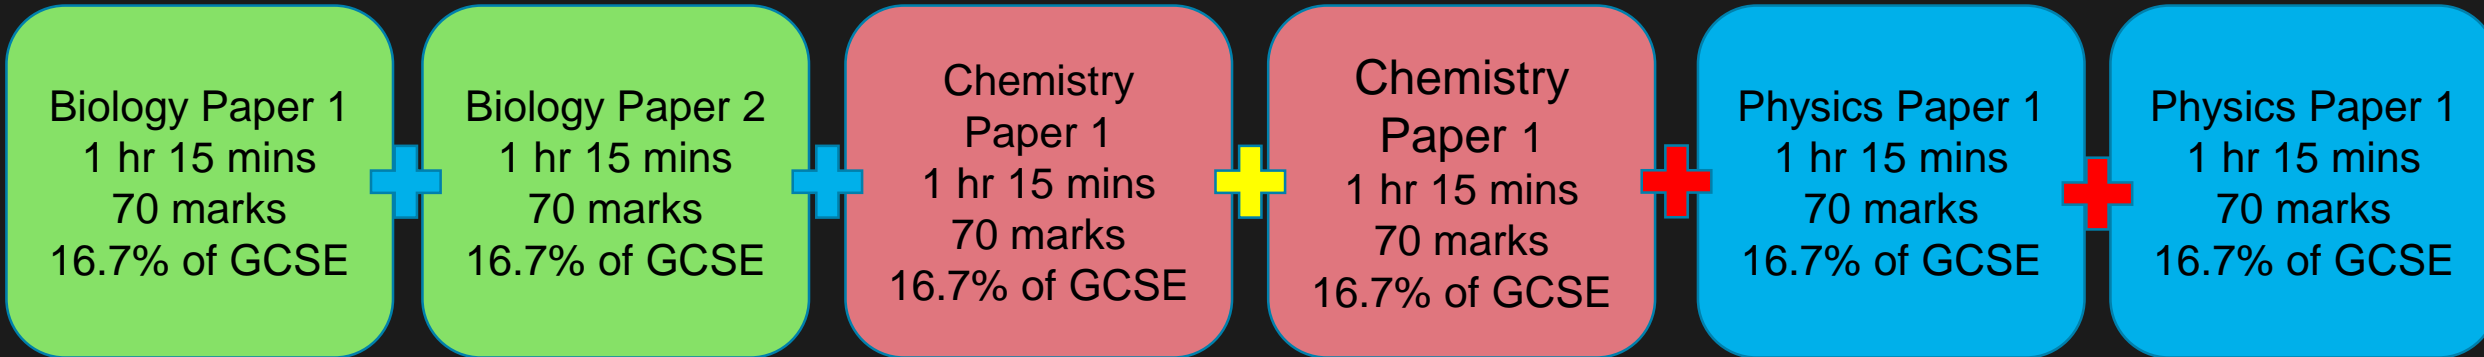 Biology Paper 1
1 hr 15 mins
70 marks
16.7% of GCSE
Biology Paper 2
1 hr 15 mins
70 marks
16.7% of GCSE
Chemistry
Paper 1
1 hr 15 mins
70 marks
16.7% of GCSE
Chemistry
Paper 1
1 hr 15 mins
70 marks
16.7% of GCSE
Physics Paper 1
1 hr 15 mins
70 marks
16.7% of GCSE
Physics Paper 1
1 hr 15 mins
70 marks
16.7% of GCSE